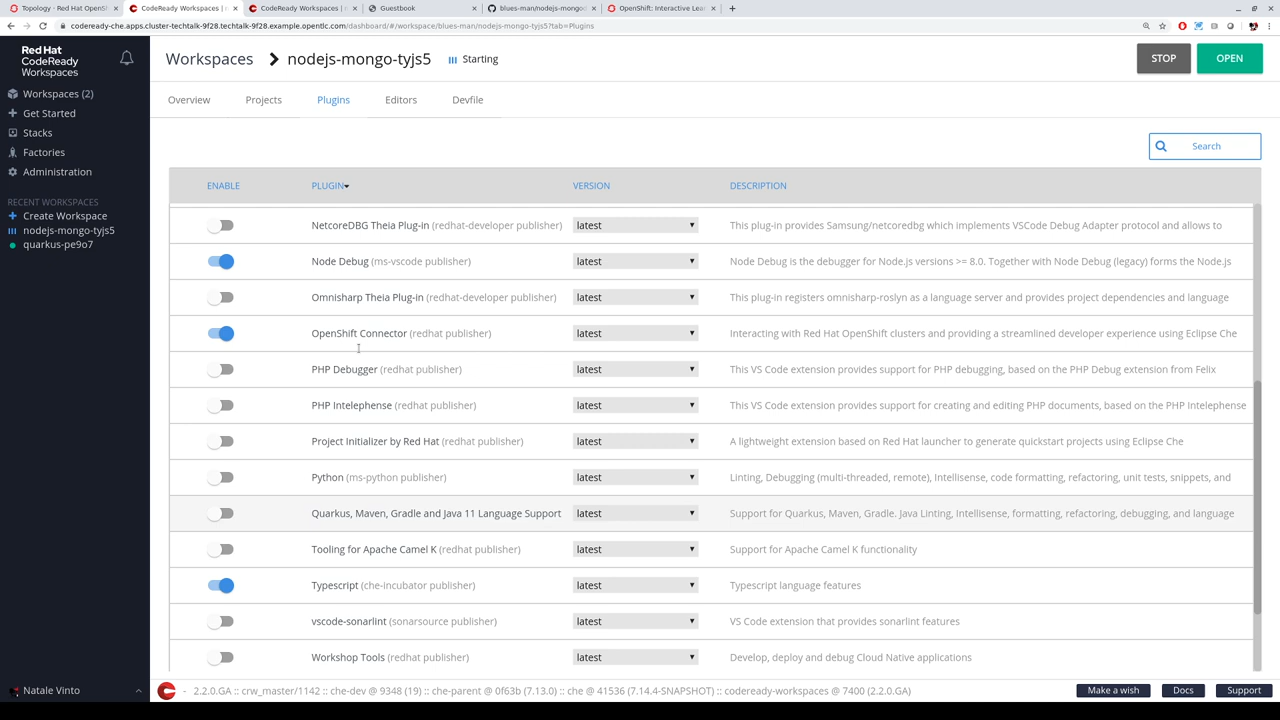 Topology · Red Hat OpenSh
CodeReady Workspaces |
CodeReady Workspaces |
Guestbook
blues-man/nodejs-mongo
OpenShift: Interactive Lea
codeready-che.apps.cluster-techtalk-9f28.techtalk-9f28.example.opentlc.com/dashboard/#/workspace/blues-man/nodejs-mongo-tyjs5?tab=Plugins
Red Hat
CodeReady
Workspaces
Workspaces (2)
Get Started
Stacks
Factories
Administration
RECENT WORKSPACES
Create Workspace
nodejs-mongo-tyjs5
quarkus-pe9o7
Natale Vinto
Workspaces > nodejs-mongo-tyjs5 Starting
STOP OPEN
Overview Projects Plugins Editors Devfile
Search
ENABLE PLUGIN VERSION DESCRIPTION
NetcoreDBG Theia Plug-in (redhat-developer publisher) latest This plug-in provides Samsung/netcoredbg which implements VSCode Debug Adapter protocol and allows to
Node Debug (ms-vscode publisher) latest Node Debug is the debugger for Node.js versions >= 8.0. Together with Node Debug (legacy) forms the Node.js
Omnisharp Theia Plug-in (redhat-developer publisher) latest This plug-in registers omnisharp-roslyn as a language server and provides project dependencies and language
OpenShift Connector (redhat publisher) latest Interacting with Red Hat OpenShift clusters and providing a streamlined developer experience using Eclipse Che
PHP Debugger (redhat publisher) latest This VS Code extension provides support for PHP debugging, based on the PHP Debug extension from Felix
PHP Intelephense (redhat publisher) latest This VS Code extension provides support for creating and editing PHP documents, based on the PHP Intelephense
Project Initializer by Red Hat (redhat publisher) latest A lightweight extension based on Red Hat launcher to generate quickstart projects using Eclipse Che
Python (ms-python publisher) latest Linting, Debugging (multi-threaded, remote), Intellisense, code formatting, refactoring, unit tests, snippets, and
Quarkus, Maven, Gradle and Java 11 Language Support latest Support for Quarkus, Maven, Gradle. Java Linting, Intellisense, formatting, refactoring, debugging, and language
Tooling for Apache Camel K (redhat publisher) latest Support for Apache Camel K functionality
Typescript (che-incubator publisher) latest Typescript language features
vscode-sonarlint (sonarsource publisher) latest VS Code extension that provides sonarlint features
Workshop Tools (redhat publisher) latest Develop, deploy and debug Cloud Native applications
- 2.2.0.GA :: crw_master/1142 :: che-dev @ 9348 (19) :: che-parent @ 0f63b (7.13.0) :: che @ 41536 (7.14.4-SNAPSHOT) :: codeready-workspaces @ 7400 (2.2.0.GA)
Make a wish Docs Support